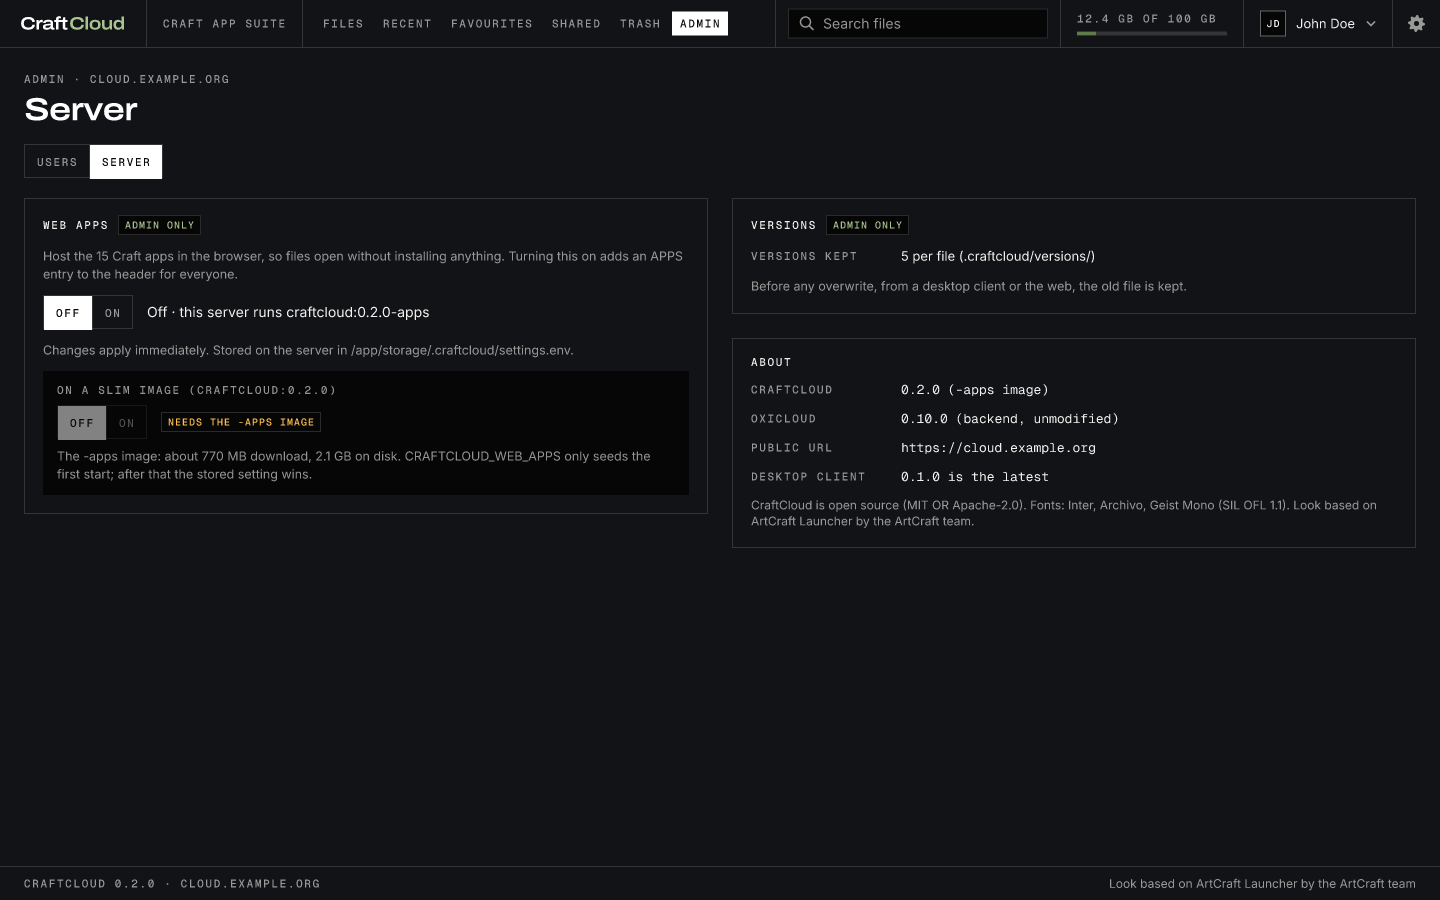 CraftCloud
CRAFT APP SUITE
FILES
RECENT
FAVOURITES
SHARED
TRASH
ADMIN
Search files
12.4 GB OF 100 GB
JD
John Doe
ADMIN · CLOUD.EXAMPLE.ORG
Server
USERS
SERVER
WEB APPS
ADMIN ONLY
Host the 15 Craft apps in the browser, so files open without installing anything. Turning this on adds an APPS
entry to the header for everyone.
OFF
ON
Off · this server runs craftcloud:0.2.0-apps
Changes apply immediately. Stored on the server in /app/storage/.craftcloud/settings.env.
ON A SLIM IMAGE (CRAFTCLOUD:0.2.0)
OFF
ON
NEEDS THE -APPS IMAGE
The -apps image: about 770 MB download, 2.1 GB on disk. CRAFTCLOUD_WEB_APPS only seeds the
first start; after that the stored setting wins.
VERSIONS
ADMIN ONLY
VERSIONS KEPT
5 per file (.craftcloud/versions/)
Before any overwrite, from a desktop client or the web, the old file is kept.
ABOUT
CRAFTCLOUD
0.2.0 (-apps image)
OXICLOUD
0.10.0 (backend, unmodified)
PUBLIC URL
https://cloud.example.org
DESKTOP CLIENT
0.1.0 is the latest
CraftCloud is open source (MIT OR Apache-2.0). Fonts: Inter, Archivo, Geist Mono (SIL OFL 1.1). Look based on
ArtCraft Launcher by the ArtCraft team.
CRAFTCLOUD 0.2.0 · CLOUD.EXAMPLE.ORG
Look based on ArtCraft Launcher by the ArtCraft team